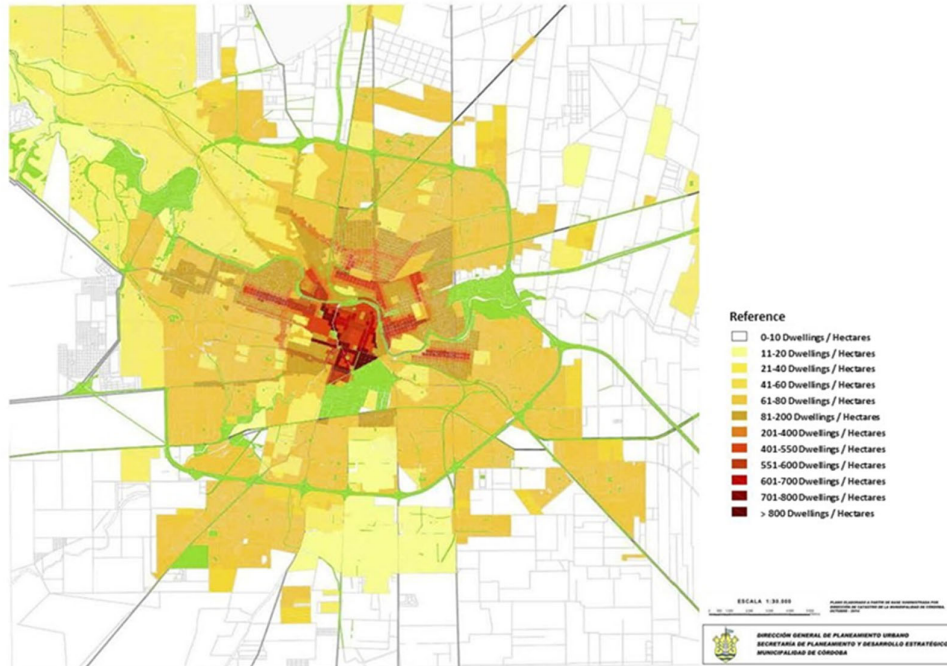 Reference
0-10 Dwellings / Hectares
11-20 Dwellings / Hectares
21-40 Dwellings / Hectares
41-60 Dwellings / Hectares
61-80 Dwellings / Hectares
81-200 Dwellings / Hectares
201-400 Dwellings / Hectares
401-550 Dwellings / Hectares
551-600 Dwellings / Hectares
601-700 Dwellings / Hectares
701-800 Dwellings / Hectares
> 800 Dwellings / Hectares
ESCALA 1:30.000
DIRECCIÓN GENERAL DE PLANEAMIENTO URBANO
SECRETARÍA DE PLANEAMIENTO Y DESARROLLO ESTRATÉGICO
MUNICIPALIDAD DE CÓRDOBA